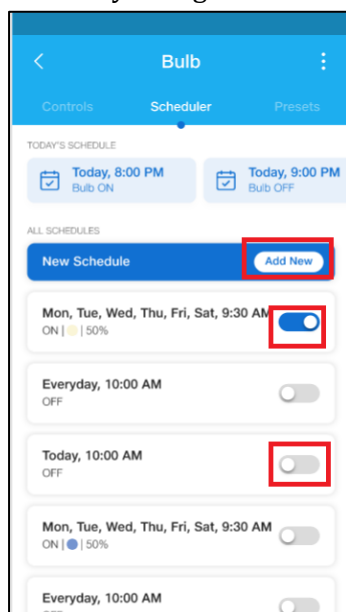 Bulb
Controls Scheduler Presets
TODAY'S SCHEDULE
Today, 8:00 PM
Bulb ON
Today, 9:00 PM
Bulb OFF
ALL SCHEDULES
New Schedule Add New
Mon, Tue, Wed, Thu, Fri, Sat, 9:30 AM
ON | | 50%
Everyday, 10:00 AM
OFF
Today, 10:00 AM
OFF
Mon, Tue, Wed, Thu, Fri, Sat, 9:30 AM
ON | | 50%
Everyday, 10:00 AM